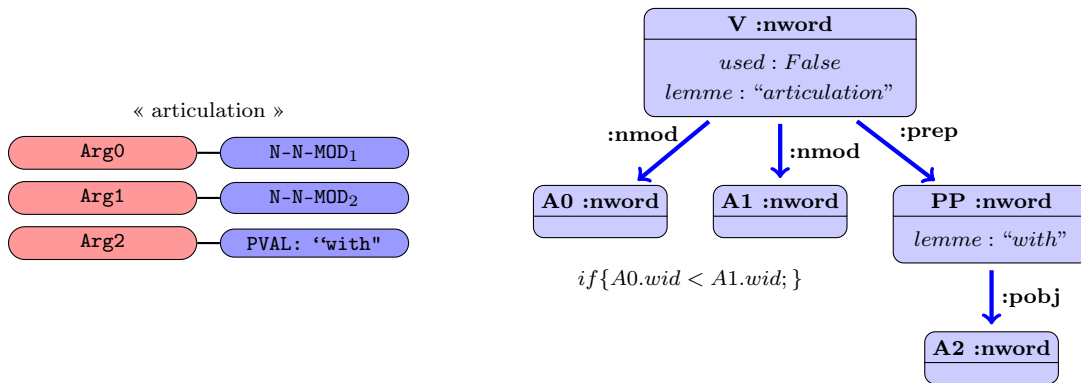 « articulation »
Arg0 N-N-MOD₁
Arg1 N-N-MOD₂
Arg2 PVAL: “with"
V :nword
used : False
lemme : “articulation”
:nmod :nmod :prep
A0 :nword A1 :nword PP :nword
lemme : “with”
if{A0.wid < A1.wid; }
:pobj
A2 :nword